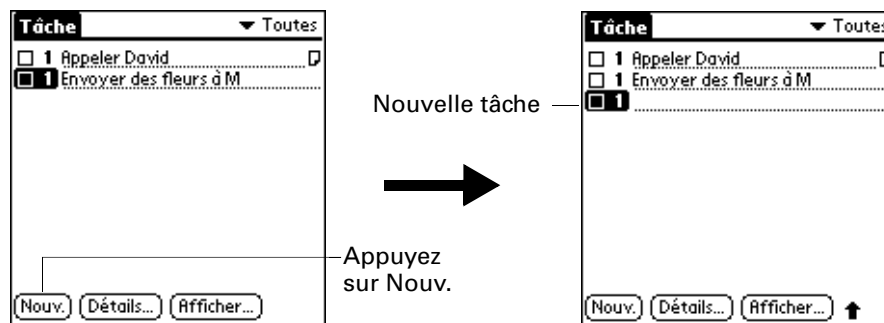 Tâche
Toutes
1 Appeler David
1 Envoyer des fleurs à M
Appuyez
sur Nouv.
Nouv.
Détails...
Afficher...
Nouvelle tâche
Tâche
Toutes
1 Appeler David
1 Envoyer des fleurs à M
1
Nouv.
Détails...
Afficher...